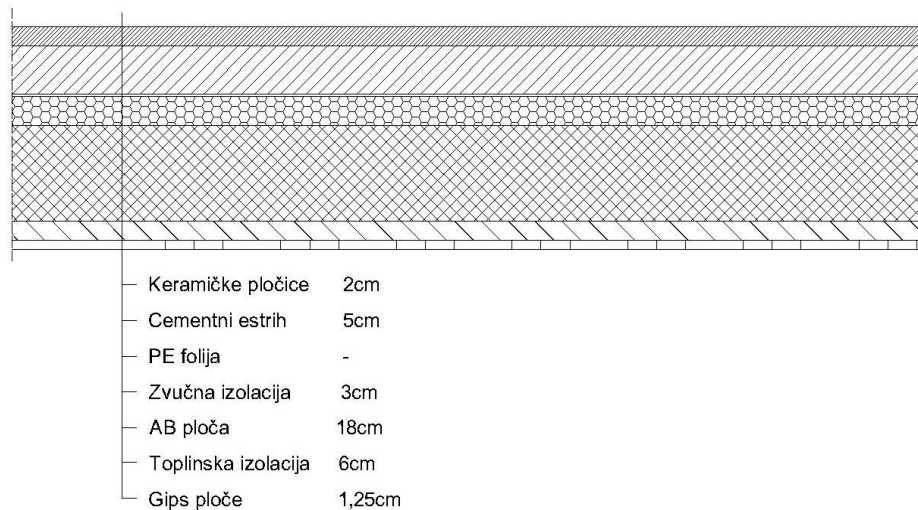 Keramičke pločice 2cm
Cementni estrih 5cm
PE folija -
Zvučna izolacija 3cm
AB ploča 18cm
Toplinska izolacija 6cm
Gips ploče 1,25cm